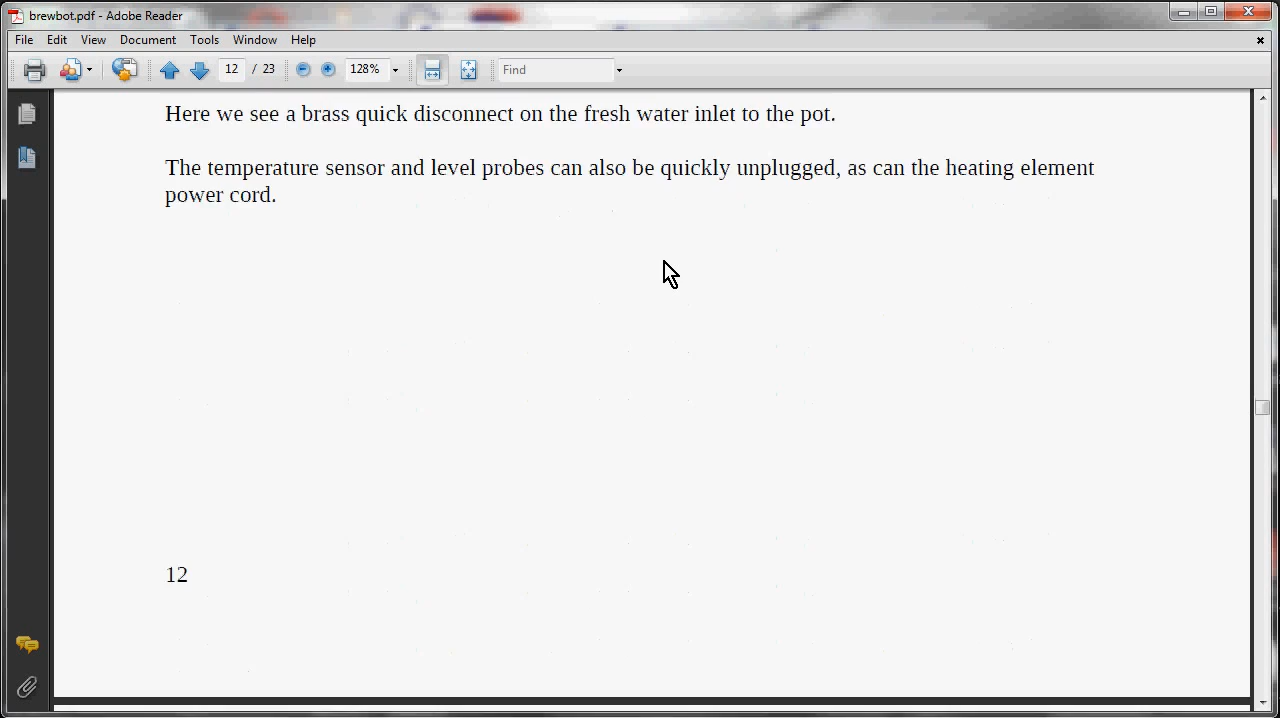 brewbot.pdf - Adobe Reader
File Edit View Document Tools Window Help
12 / 23 128% Find
Here we see a brass quick disconnect on the fresh water inlet to the pot.
The temperature sensor and level probes can also be quickly unplugged, as can the heating element
power cord.
12